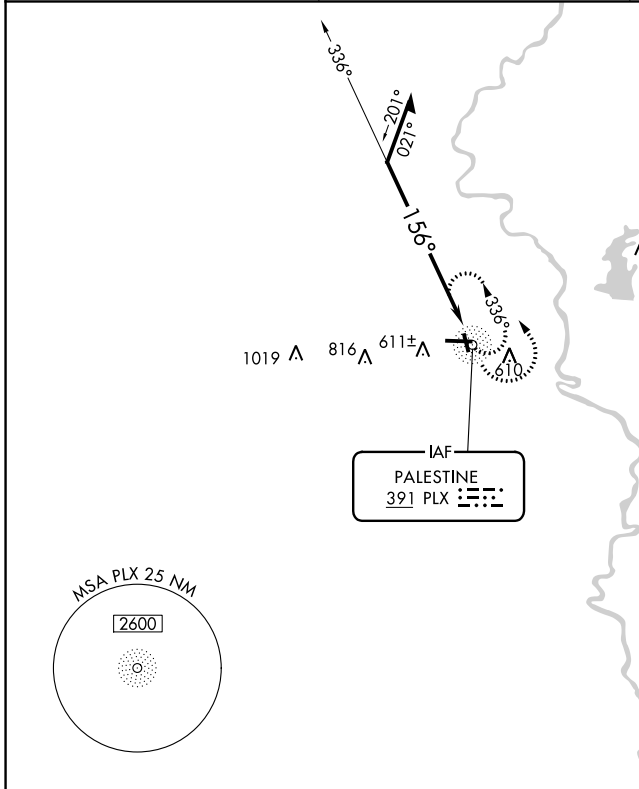 336°
201°
021°
156°
336°
1019
816
611±
610
IAF
PALESTINE
391 PLX
MSA PLX 25 NM
2600